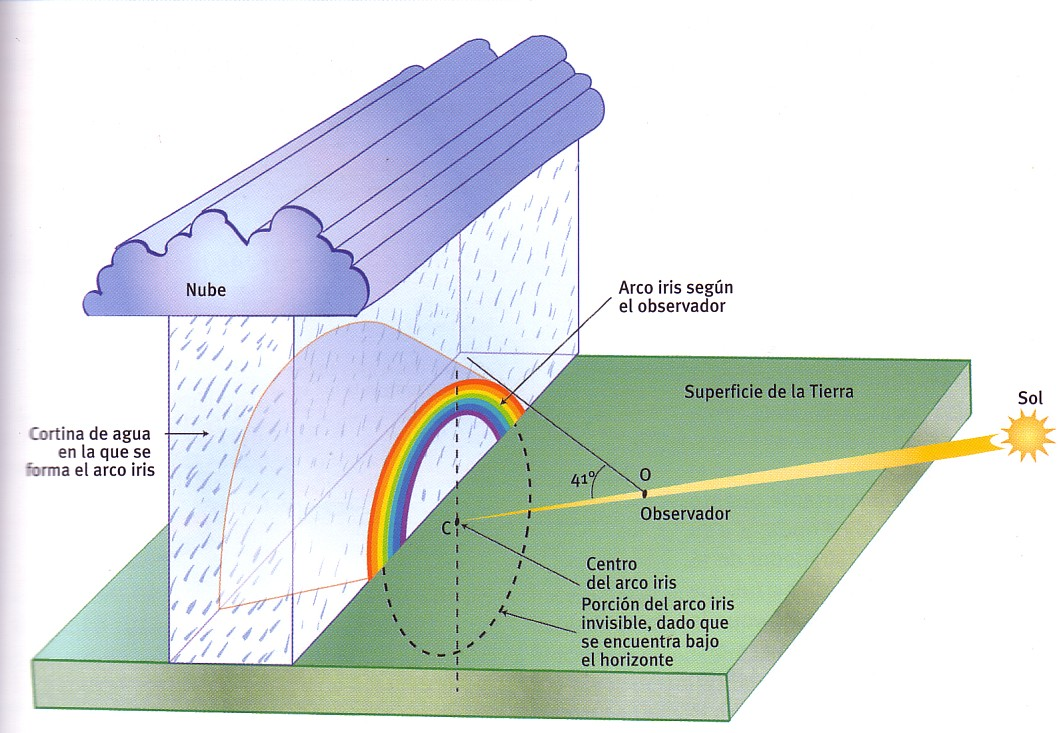 Nube
Arco iris según
el observador
Superficie de la Tierra
Sol
Cortina de agua
en la que se
forma el arco iris
41º
O
Observador
C
Centro
del arco iris
Porción del arco iris
invisible, dado que
se encuentra bajo
el horizonte